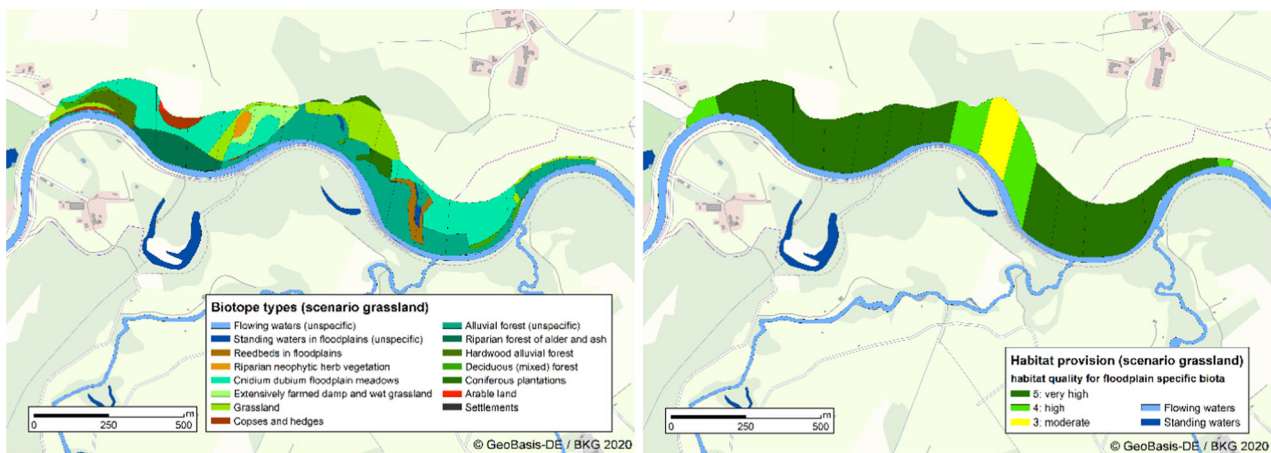 Biotope types (scenario grassland)
Flowing waters (unspecific)
Standing waters in floodplains (unspecific)
Reedbeds in floodplains
Riparian neophytic herb vegetation
Cnidium dubium floodplain meadows
Extensively farmed damp and wet grassland
Grassland
Copses and hedges
Alluvial forest (unspecific)
Riparian forest of alder and ash
Hardwood alluvial forest
Deciduous (mixed) forest
Coniferous plantations
Arable land
Settlements
0 250 500 m
© GeoBasis-DE / BKG 2020
Habitat provision (scenario grassland)
habitat quality for floodplain specific biota
5: very high
4: high
3: moderate
Flowing waters
Standing waters
0 250 500 m
© GeoBasis-DE / BKG 2020